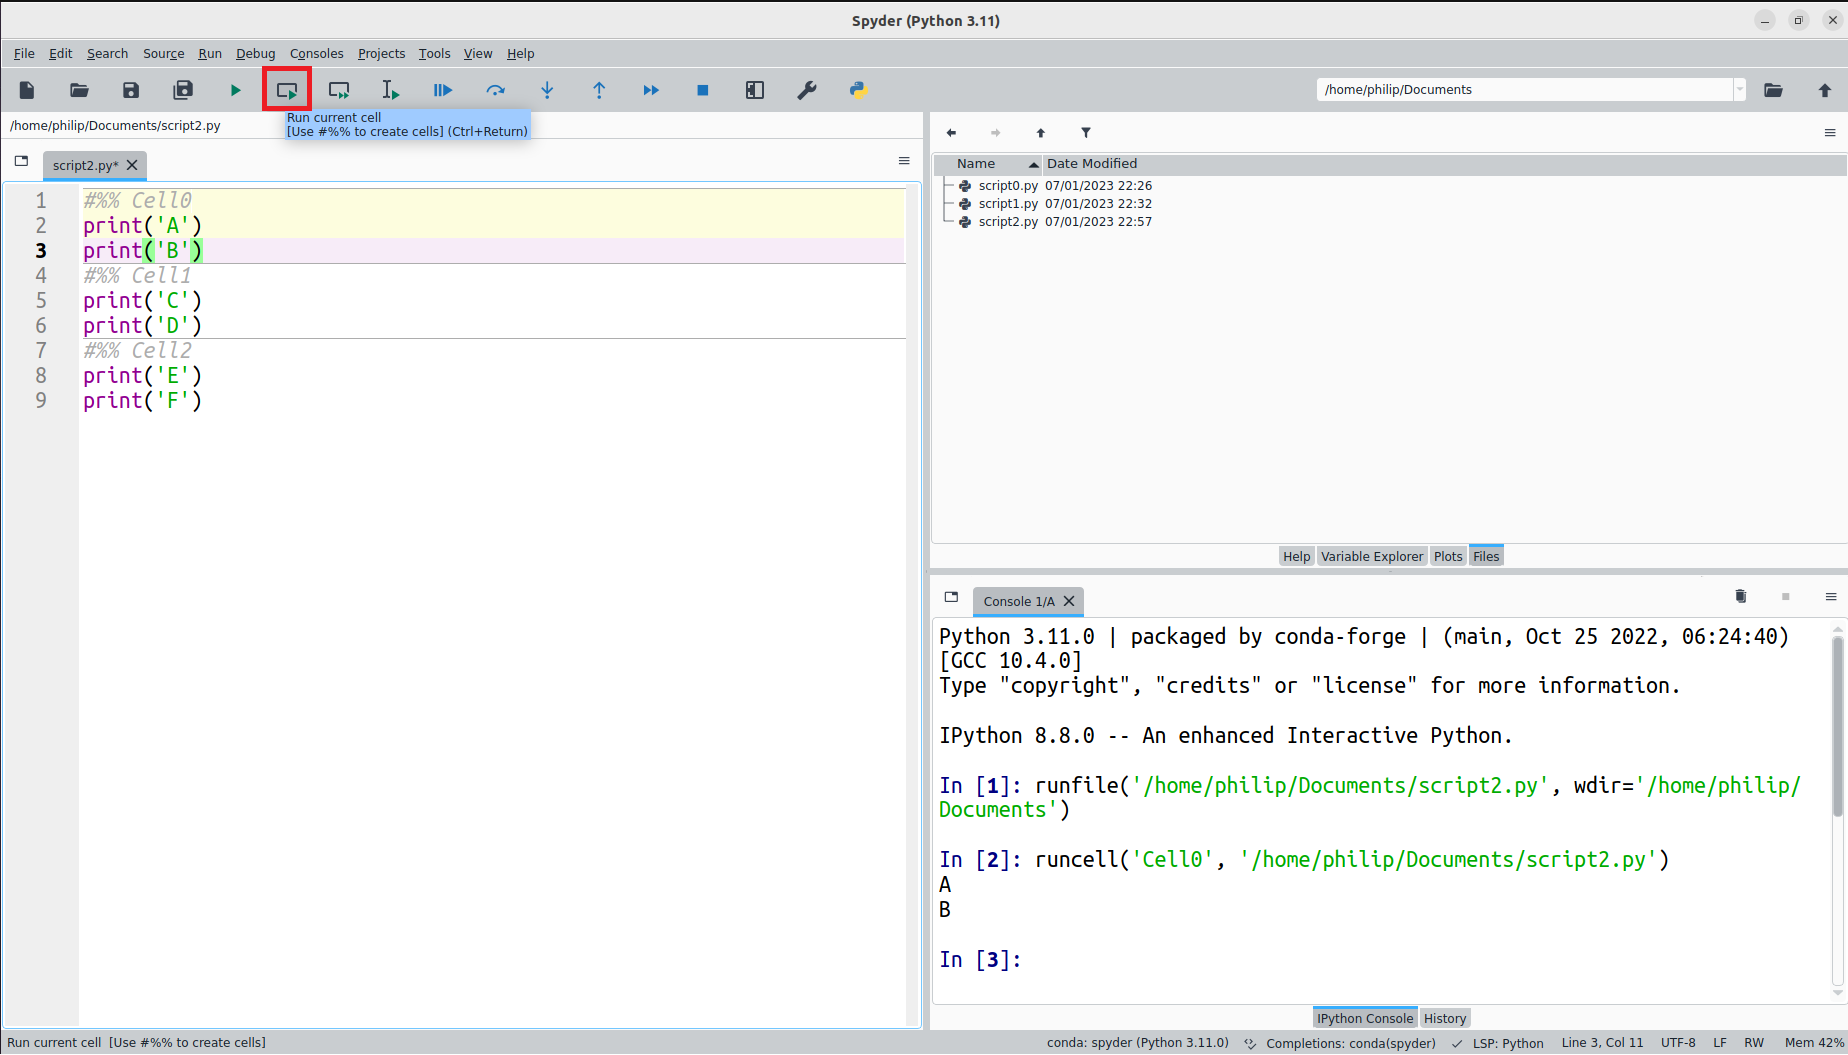 Spyder (Python 3.11)
File Edit Search Source Run Debug Consoles Projects Tools View Help
/home/philip/Documents
Run current cell
[Use #%% to create cells] (Ctrl+Return)
/home/philip/Documents/script2.py
script2.py*
1 #%% Cell0
2 print('A')
3 print('B')
4 #%% Cell1
5 print('C')
6 print('D')
7 #%% Cell2
8 print('E')
9 print('F')
Name Date Modified
script0.py 07/01/2023 22:26
script1.py 07/01/2023 22:32
script2.py 07/01/2023 22:57
Help Variable Explorer Plots Files
Console 1/A
Python 3.11.0 | packaged by conda-forge | (main, Oct 25 2022, 06:24:40)
[GCC 10.4.0]
Type "copyright", "credits" or "license" for more information.
IPython 8.8.0 -- An enhanced Interactive Python.
In [1]: runfile('/home/philip/Documents/script2.py', wdir='/home/philip/
Documents')
In [2]: runcell('Cell0', '/home/philip/Documents/script2.py')
A
B
In [3]:
IPython Console History
Run current cell [Use #%% to create cells]
conda: spyder (Python 3.11.0) Completions: conda(spyder) LSP: Python Line 3, Col 11 UTF-8 LF RW Mem 42%